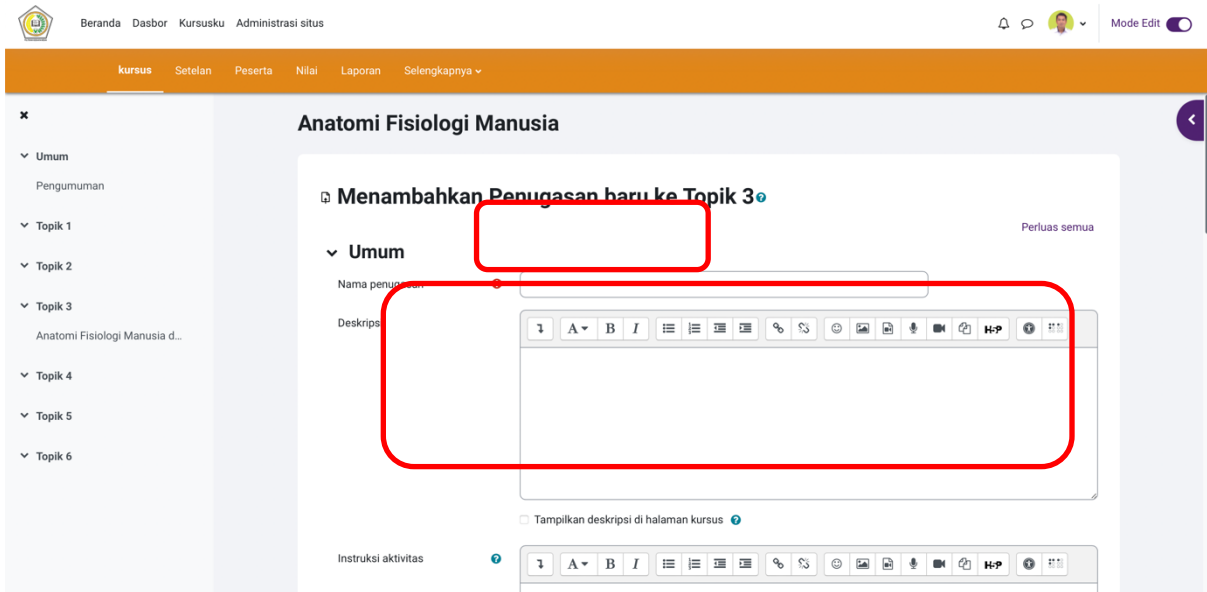 Beranda Dasbor Kursusku Administrasi situs Mode Edit
kursus Setelan Peserta Nilai Laporan Selengkapnya
Umum
Pengumuman
Topik 1
Topik 2
Topik 3
Anatomi Fisiologi Manusia d...
Topik 4
Topik 5
Topik 6
Anatomi Fisiologi Manusia
Menambahkan Penugasan baru ke Topik 3
Perluas semua
Umum
Nama penugasan
Deskripsi
A B I H-P
Tampilkan deskripsi di halaman kursus
Instruksi aktivitas
A B I H-P